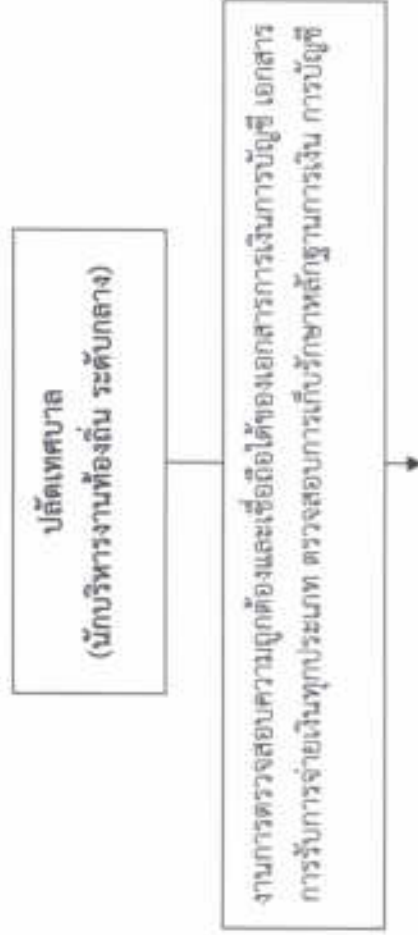 ปลัดเทศบาล
(นักบริหารงานท้องถิ่น ระดับกลาง)
งานการตรวจสอบความถูกต้องและเชื่อถือได้ของเอกสารการเงินการบัญชี เอกสาร
การรับการจ่ายเงินทุกประเภท ตรวจสอบการเก็บรักษาหลักฐานการเงิน การบัญชี